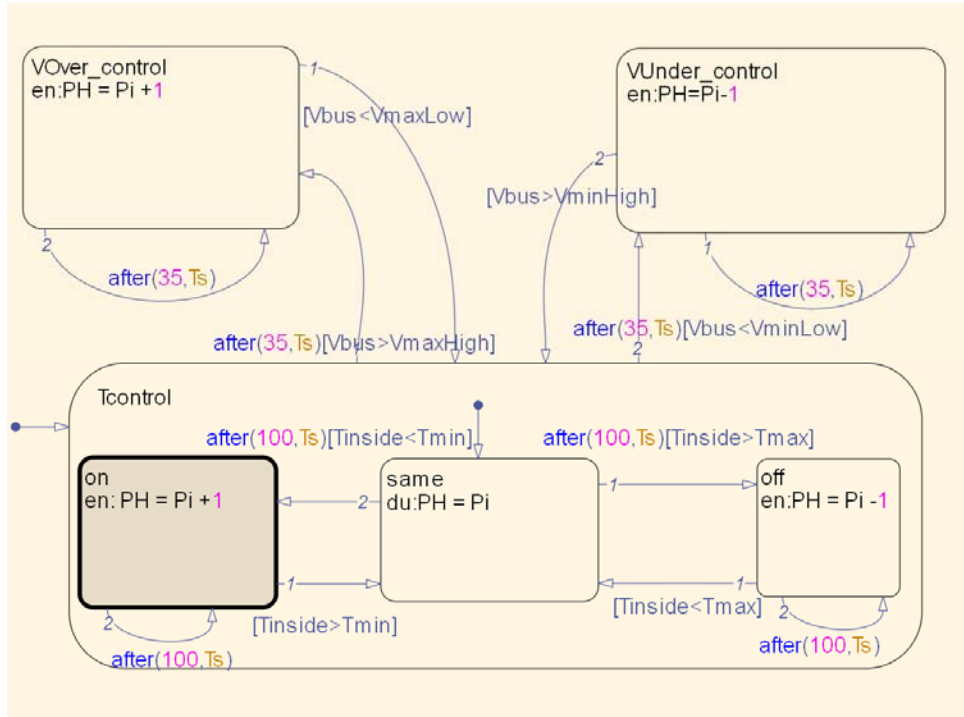 VOver_control
en:PH = Pi +1
1
[Vbus<VmaxLow]
2
after(35,Ts)
after(35,Ts)[Vbus>VmaxHigh]
VUnder_control
en:PH=Pi-1
2
[Vbus>VminHigh]
1
after(35,Ts)
after(35,Ts)[Vbus<VminLow]
2
Tcontrol
after(100,Ts)[Tinside<Tmin]
after(100,Ts)[Tinside>Tmax]
on
en: PH = Pi +1
2
same
du:PH = Pi
1
off
en:PH = Pi -1
1
[Tinside>Tmin]
2
after(100,Ts)
1
[Tinside<Tmax]
2
after(100,Ts)